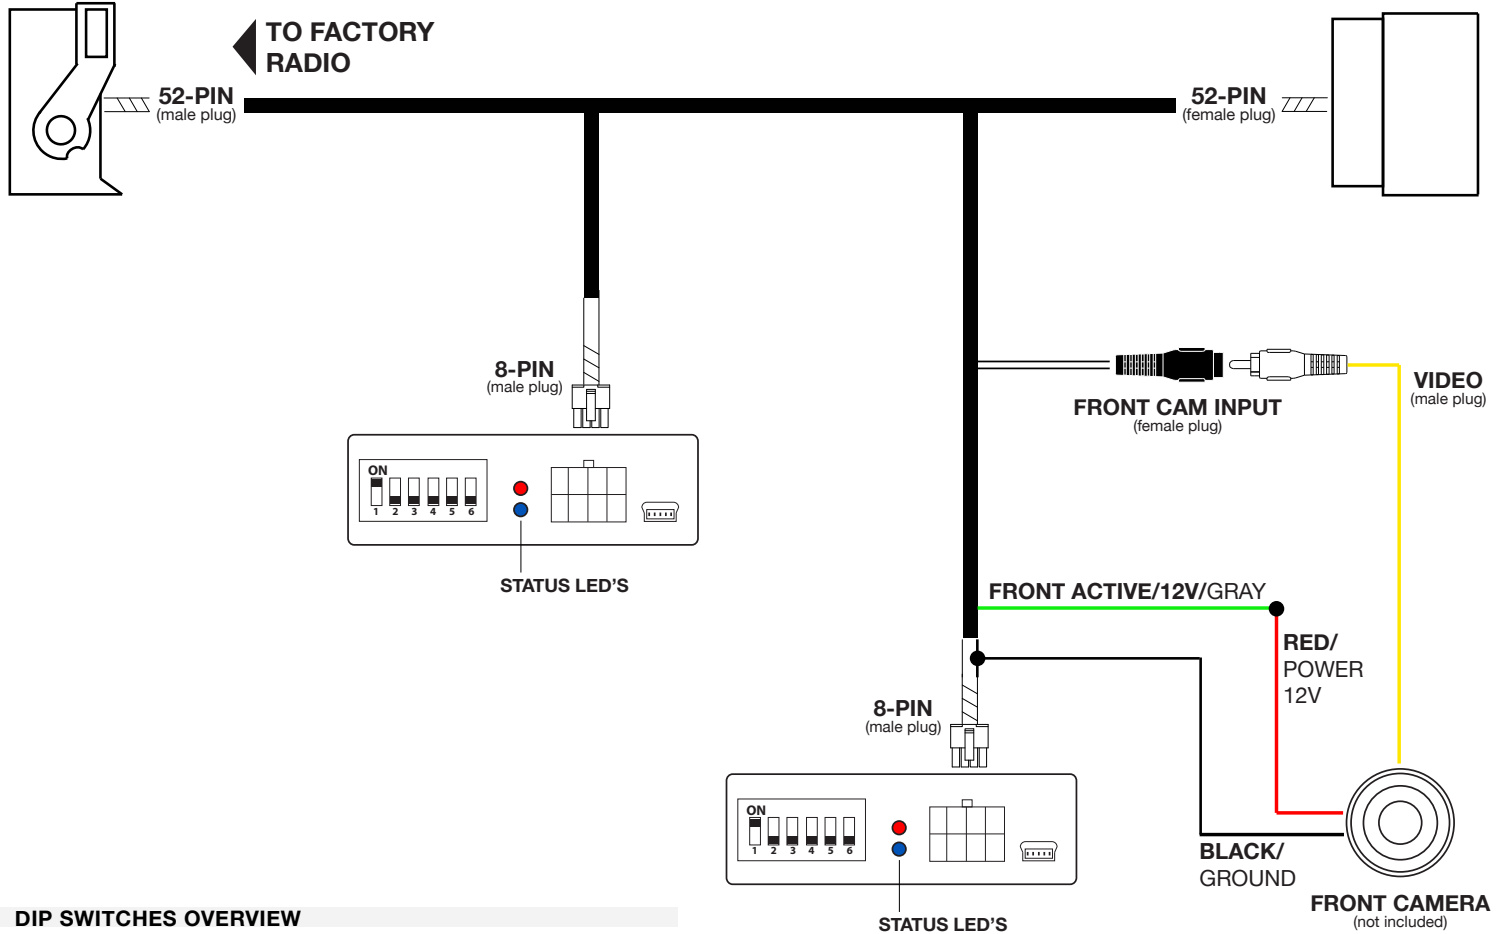 TO FACTORY
RADIO
52-PIN
(male plug)
52-PIN
(female plug)
8-PIN
(male plug)
ON
1 2 3 4 5 6
STATUS LED'S
FRONT CAM INPUT
(female plug)
VIDEO
(male plug)
FRONT ACTIVE/12V/GRAY
RED/
POWER
12V
8-PIN
(male plug)
ON
1 2 3 4 5 6
STATUS LED'S
BLACK/
GROUND
FRONT CAMERA
(not included)
DIP SWITCHES OVERVIEW